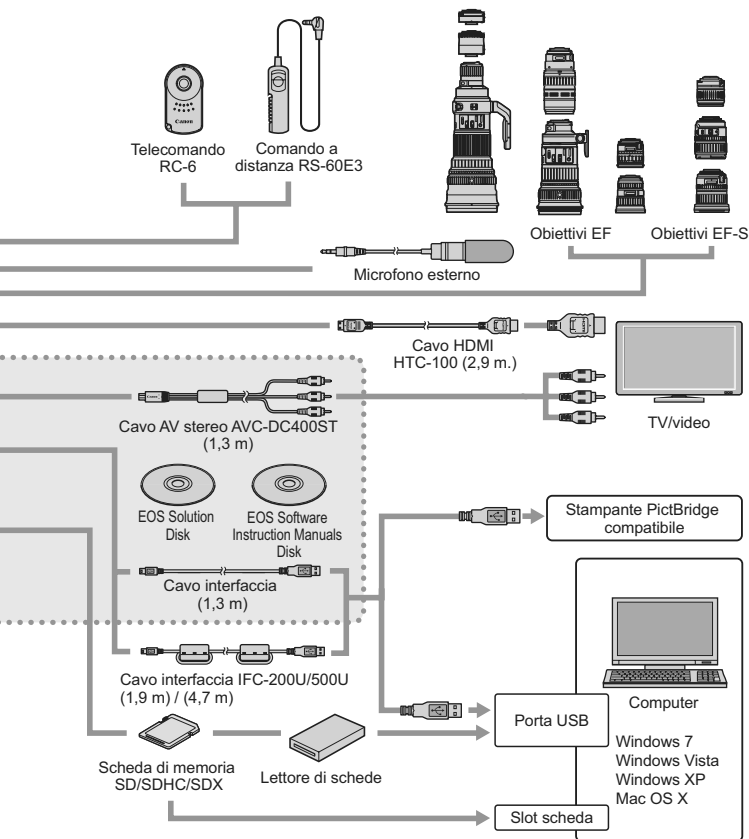 Canon
Telecomando
RC-6
Comando a
distanza RS-60E3
Obiettivi EF
Obiettivi EF-S
Microfono esterno
Cavo HDMI
HTC-100 (2,9 m.)
TV/video
Cavo AV stereo AVC-DC400ST
(1,3 m)
EOS Solution
Disk
EOS Software
Instruction Manuals
Disk
Stampante PictBridge
compatibile
Cavo interfaccia
(1,3 m)
Cavo interfaccia IFC-200U/500U
(1,9 m) / (4,7 m)
Computer
Porta USB
Windows 7
Windows Vista
Windows XP
Mac OS X
Scheda di memoria
SD/SDHC/SDX
Lettore di schede
Slot scheda